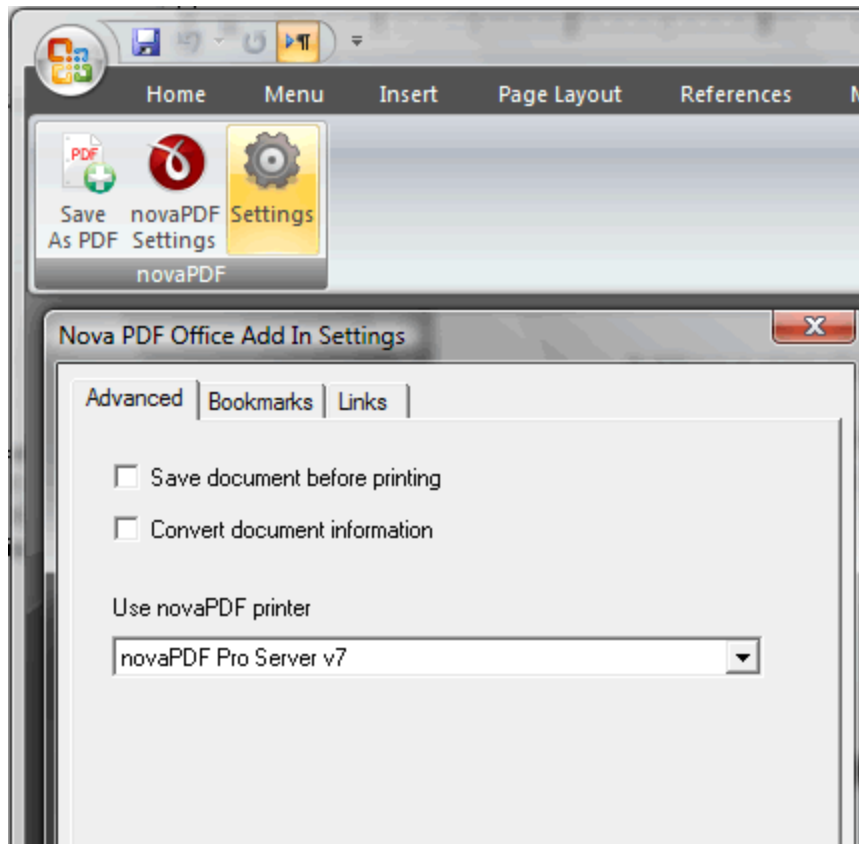 Home Menu Insert Page Layout References
PDF
Save As PDF
novaPDF Settings
Settings
novaPDF
Nova PDF Office Add In Settings
Advanced Bookmarks Links
Save document before printing
Convert document information
Use novaPDF printer
novaPDF Pro Server v7